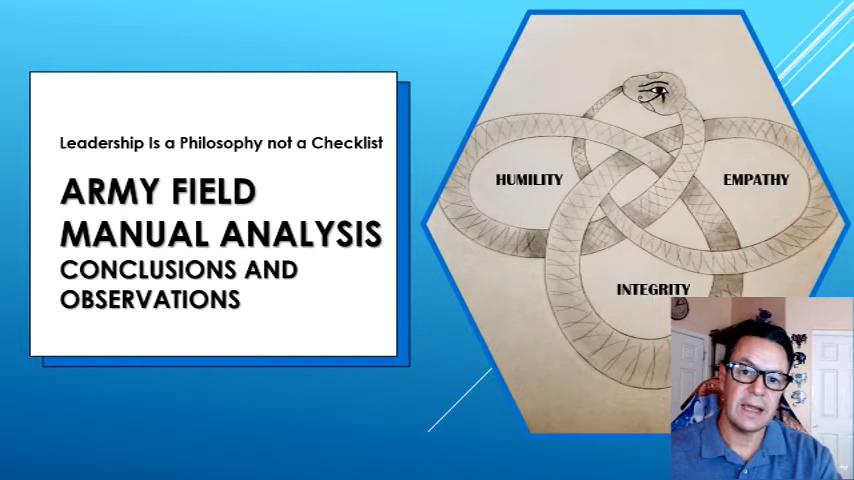 Leadership Is a Philosophy not a Checklist
ARMY FIELD
MANUAL ANALYSIS
CONCLUSIONS AND
OBSERVATIONS
HUMILITY
EMPATHY
INTEGRITY